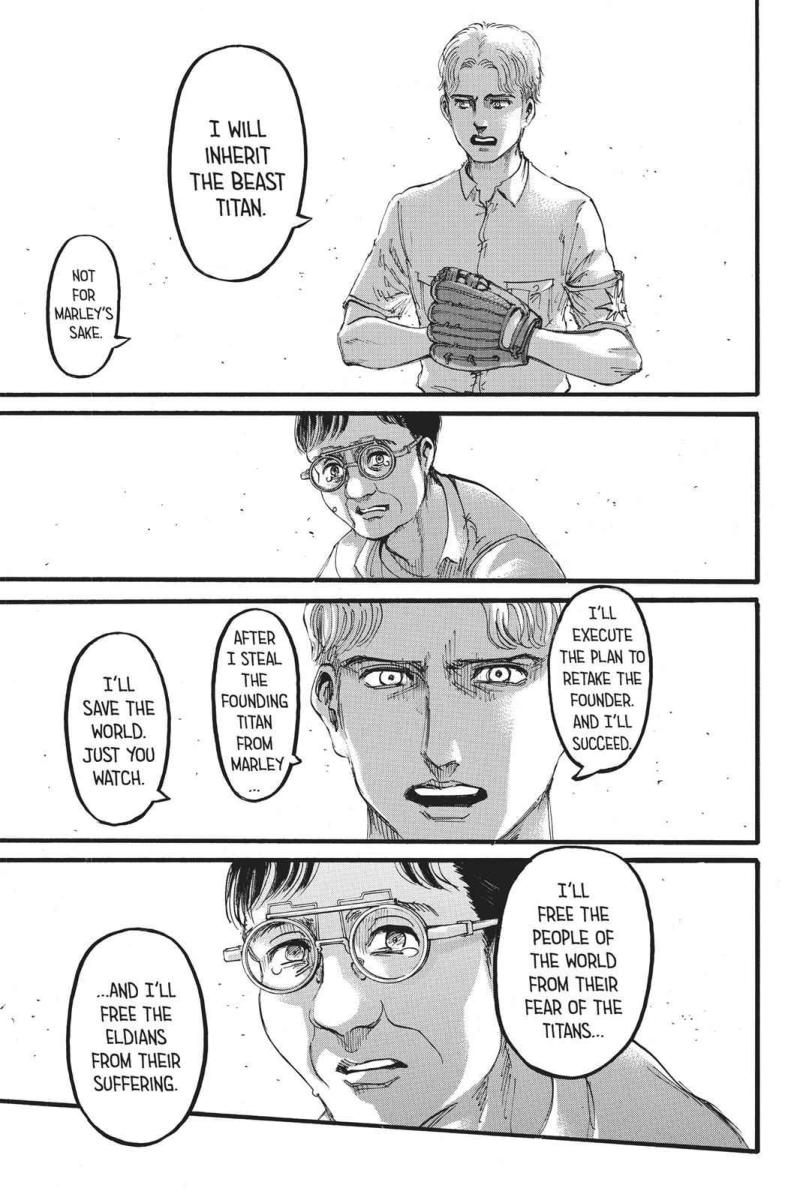 I WILL
INHERIT
THE BEAST
TITAN.
NOT
FOR
MARLEY'S
SAKE.
I'LL
EXECUTE
THE PLAN TO
RETAKE THE
FOUNDER.
AND I'LL
SUCCEED.
AFTER
I STEAL
THE
FOUNDING
TITAN
FROM
MARLEY
...
I'LL
SAVE THE
WORLD.
JUST YOU
WATCH.
I'LL
FREE THE
PEOPLE OF
THE WORLD
FROM THEIR
FEAR OF THE
TITANS...
...AND I'LL
FREE THE
ELDIANS
FROM THEIR
SUFFERING.